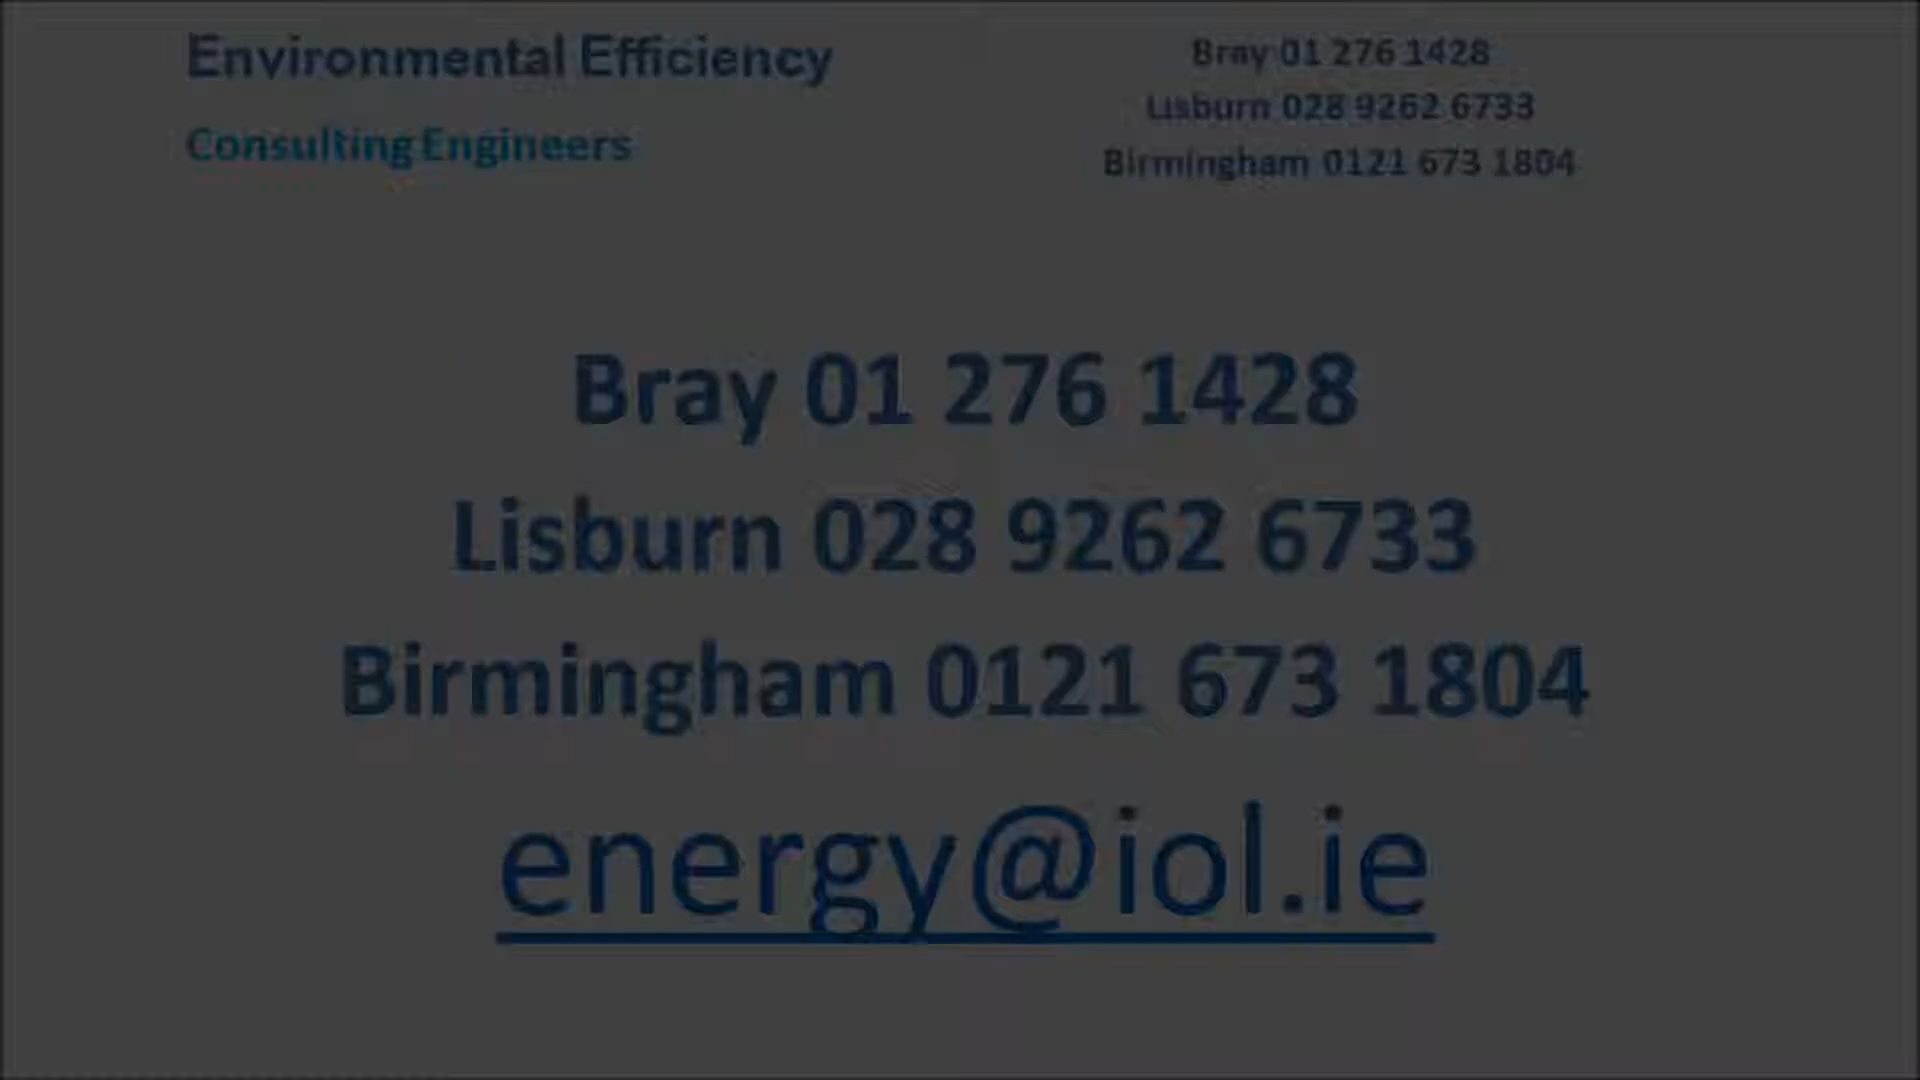 Environmental Efficiency
Consulting Engineers
Bray 01 276 1428
Lisburn 028 9262 6733
Birmingham 0121 673 1804
Bray 01 276 1428
Lisburn 028 9262 6733
Birmingham 0121 673 1804
energy@iol.ie